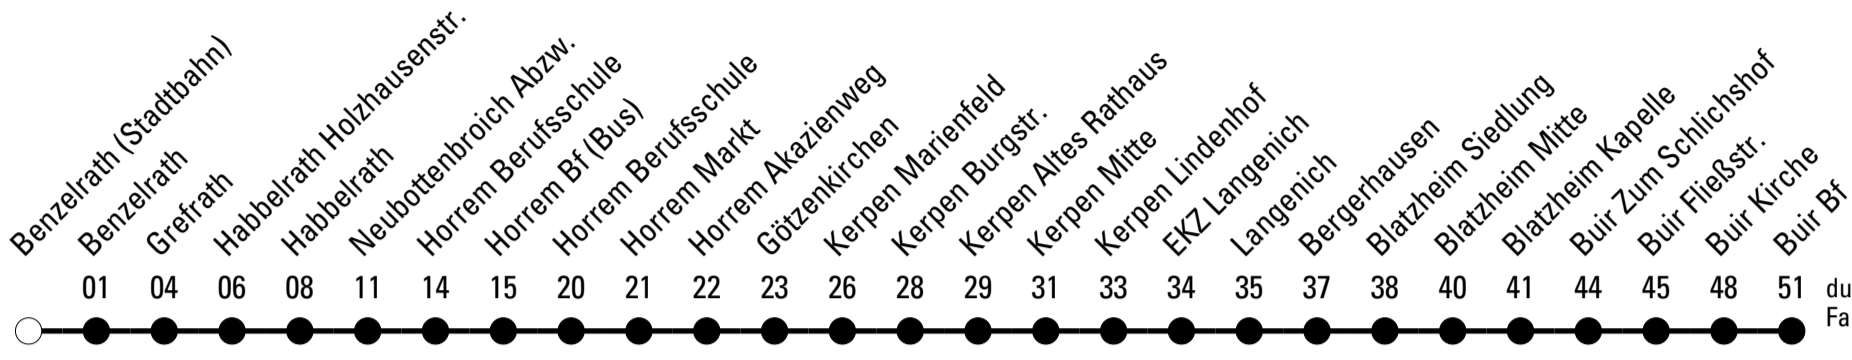 Benzelrath (Stadtbahn)
Benzelrath
Grefrath
Habbelrath Holzhausenstr.
Habbelrath
Neubottenbroich Abzw.
Horrem Berufsschule
Horrem Bf (Bus)
Horrem Berufsschule
Horrem Markt
Horrem Akazienweg
Götzenkirchen
Kerpen Marienfeld
Kerpen Burgstr.
Kerpen Altes Rathaus
Kerpen Mitte
Kerpen Lindenhof
EKZ Langenich
Langenich
Bergerhausen
Blatzheim Siedlung
Blatzheim Mitte
Blatzheim Kapelle
Buir Zum Schlichshof
Buir Fließstr.
Buir Kirche
Buir Bf
01 04 06 08 11 14 15 20 21 22 23 26 28 29 31 33 34 35 37 38 40 41 44 45 48 51 du
Fa